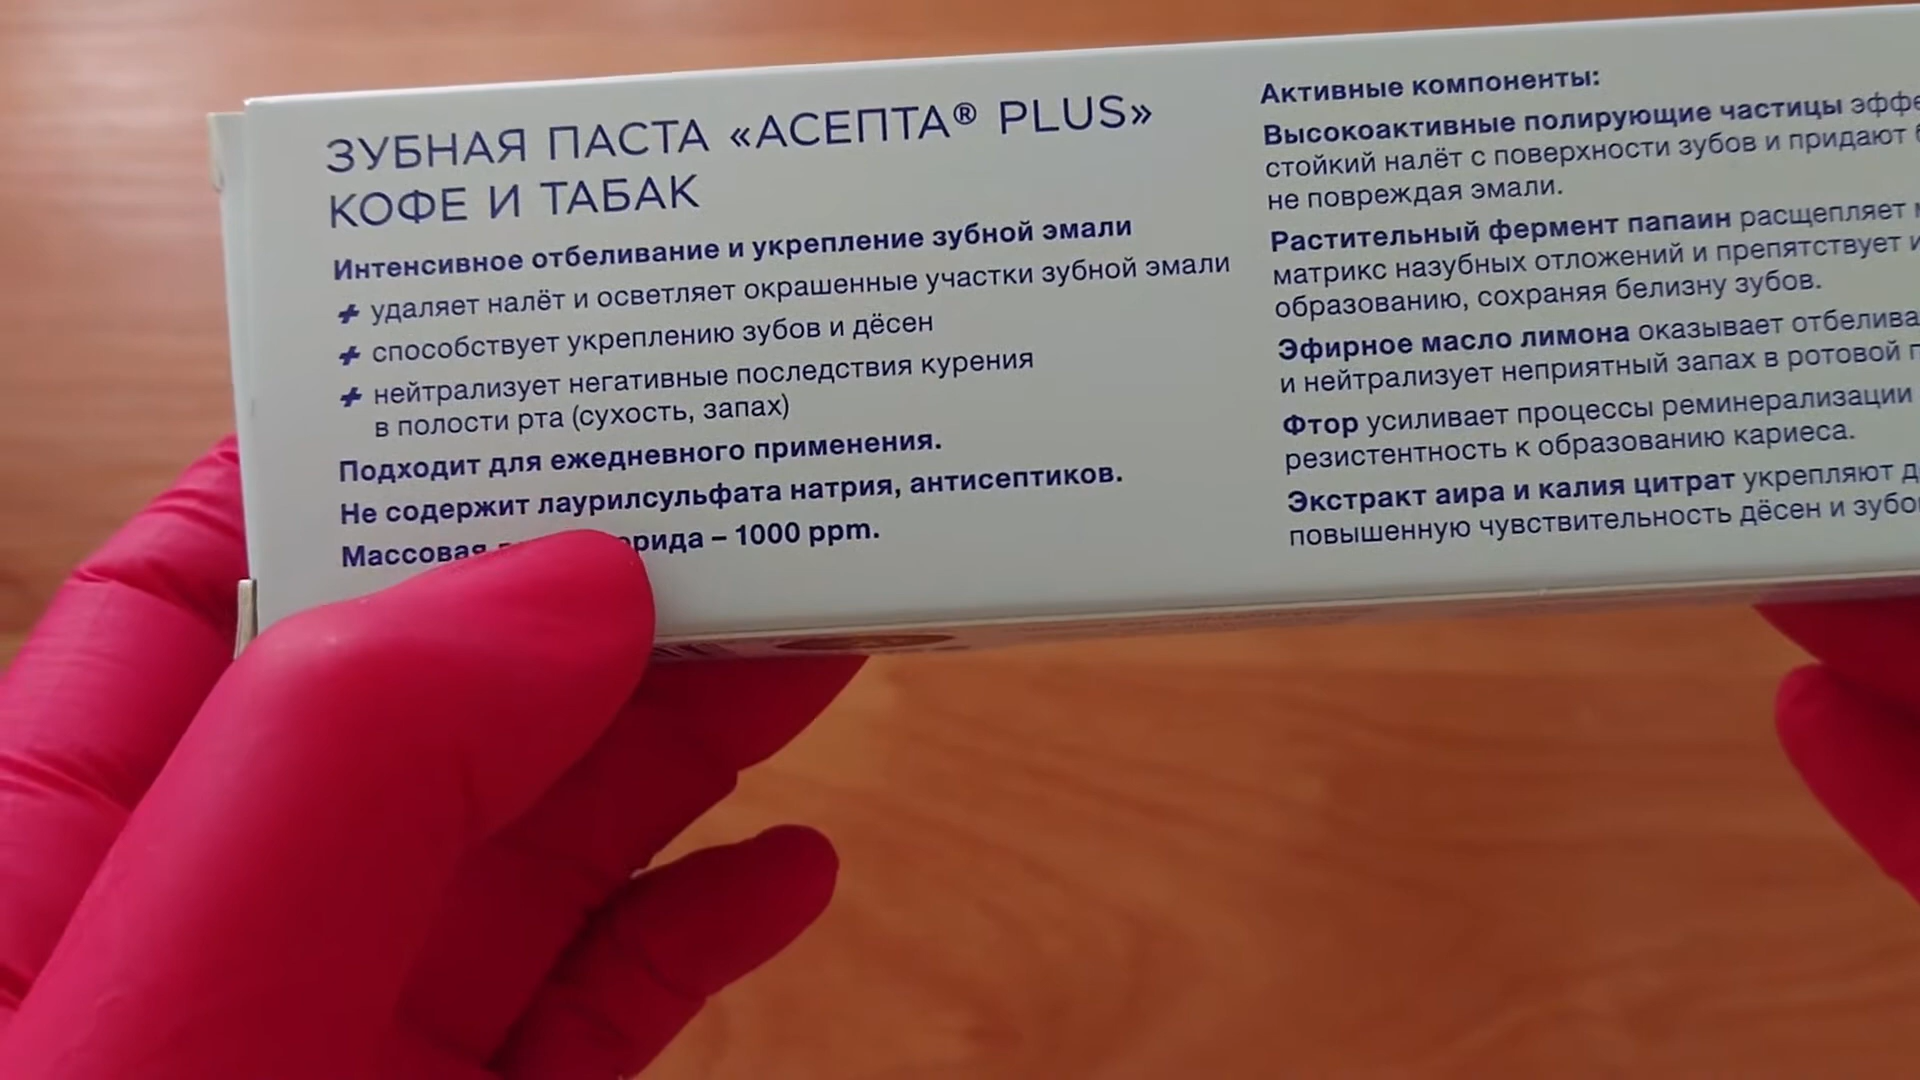 ЗУБНАЯ ПАСТА «АСЕПТА® PLUS»
КОФЕ И ТАБАК
Интенсивное отбеливание и укрепление зубной эмали
+ удаляет налёт и осветляет окрашенные участки зубной эмали
+ способствует укреплению зубов и дёсен
+ нейтрализует негативные последствия курения
в полости рта (сухость, запах)
Подходит для ежедневного применения.
Не содержит лаурилсульфата натрия, антисептиков.
Массовая – 1000 ppm.
Активные компоненты:
Высокоактивные полирующие частицы
стойкий налёт с поверхности зубов и придают
не повреждая эмали.
Растительный фермент папаин расщепляет
матрикс назубных отложений и препятствует
образованию, сохраняя белизну зубов.
Эфирное масло лимона оказывает
и нейтрализует неприятный запах в ротовой
Фтор усиливает процессы реминерализации
резистентность к образованию кариеса.
Экстракт аира и калия цитрат укрепляют
повышенную чувствительность дёсен и